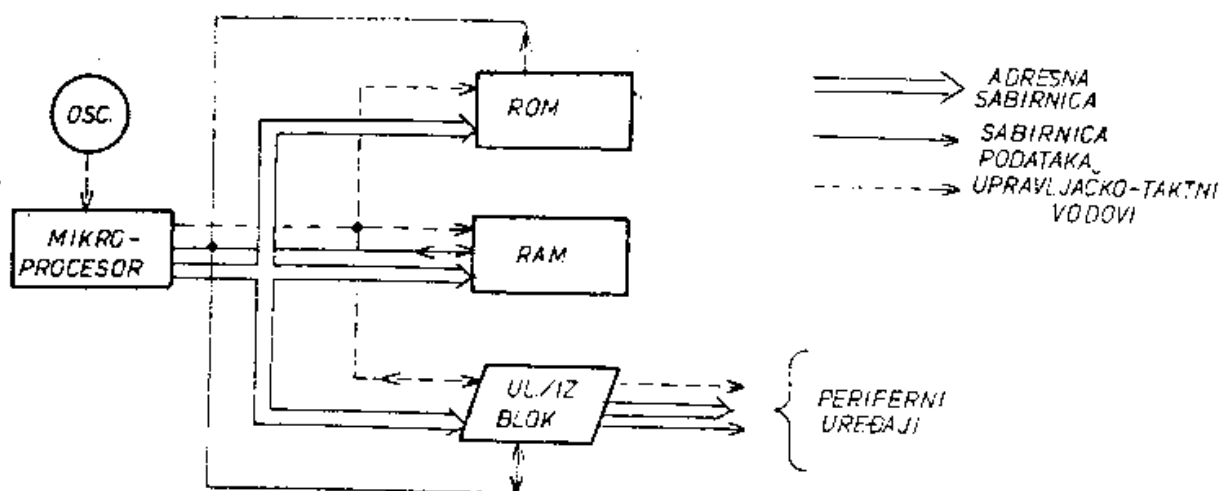 OSC.
MIKRO-
PROCESOR
ROM
RAM
UL/IZ
BLOK
ADRESNA
SABIRNICA
SABIRNICA
PODATAKA
UPRAVLJAČKO-TAKTNI
VODOVI
PERIFERNI
UREĐAJI